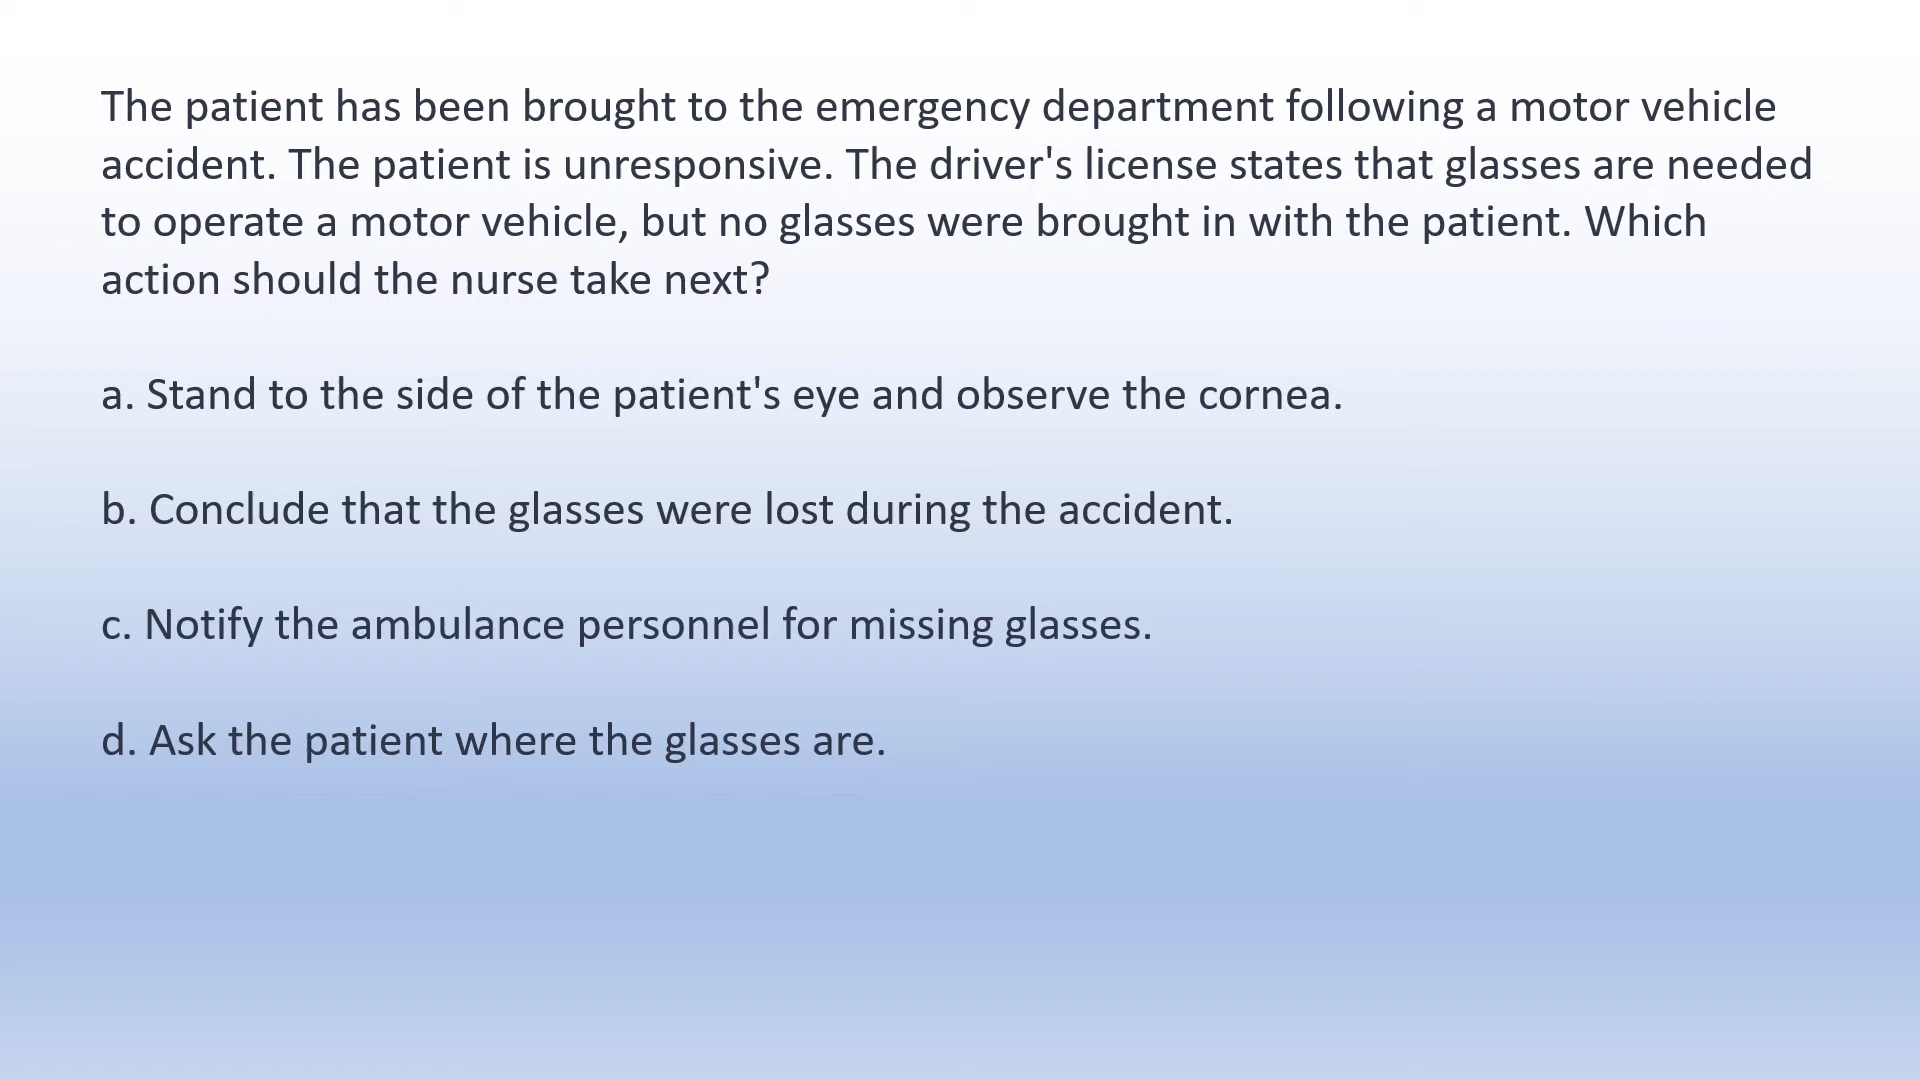 The patient has been brought to the emergency department following a motor vehicle
accident. The patient is unresponsive. The driver's license states that glasses are needed
to operate a motor vehicle, but no glasses were brought in with the patient. Which
action should the nurse take next?
a. Stand to the side of the patient's eye and observe the cornea.
b. Conclude that the glasses were lost during the accident.
c. Notify the ambulance personnel for missing glasses.
d. Ask the patient where the glasses are.